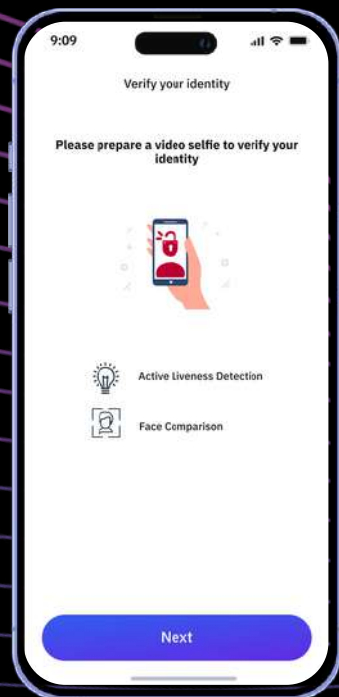 9:09
Verify your identity
Please prepare a video selfie to verify your
identity
Active Liveness Detection
Face Comparison
Next